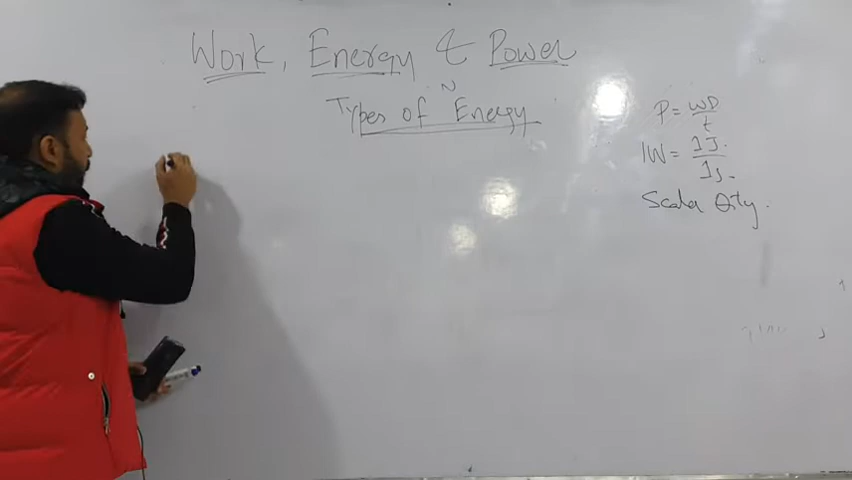 Work, Energy & Power
Types of Energy
P = WD/t
1W = 1J/1s
Scalar Qty.